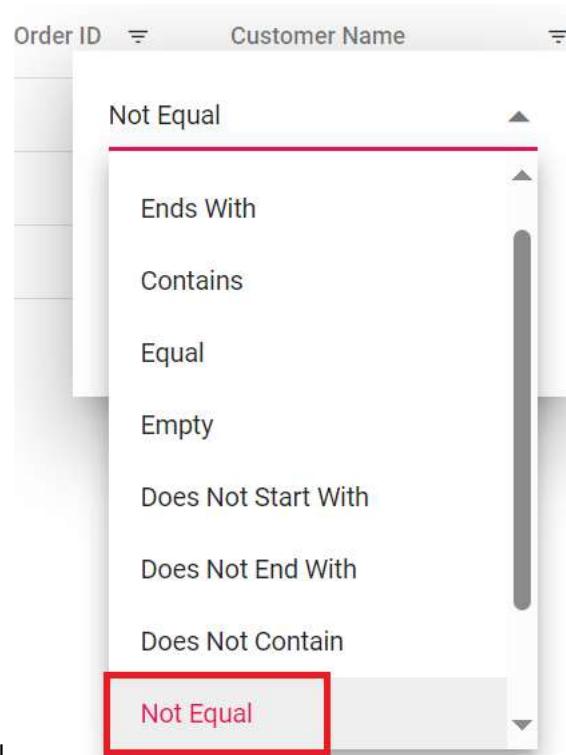 Order ID Customer Name
Not Equal
Ends With
Contains
Equal
Empty
Does Not Start With
Does Not End With
Does Not Contain
Not Equal